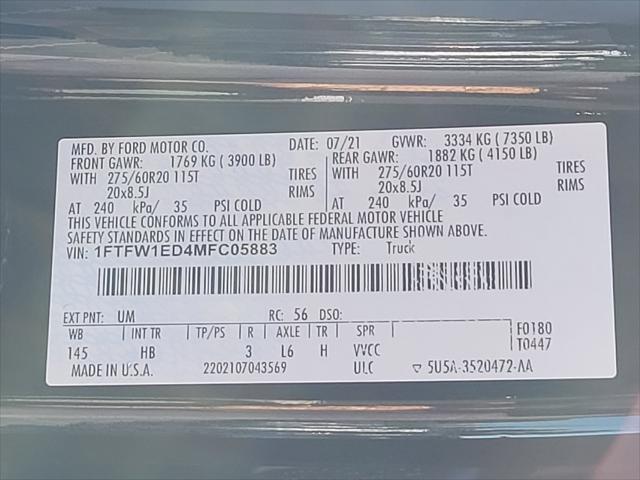 MFD. BY FORD MOTOR CO. DATE: 07/21 GVWR: 3334 KG ( 7350 LB)
FRONT GAWR: 1769 KG ( 3900 LB) REAR GAWR: 1882 KG ( 4150 LB)
WITH 275/60R20 115T TIRES WITH 275/60R20 115T TIRES
20x8.5J RIMS 20x8.5J RIMS
AT 240 kPa/ 35 PSI COLD AT 240 kPa/ 35 PSI COLD
THIS VEHICLE CONFORMS TO ALL APPLICABLE FEDERAL MOTOR VEHICLE
SAFETY STANDARDS IN EFFECT ON THE DATE OF MANUFACTURE SHOWN ABOVE.
VIN: 1FTFW1ED4MFC05883 TYPE: Truck
EXT PNT: UM RC: 56 DSO:
WB INT TR TP/PS R AXLE TR SPR F0180
145 HB 3 L6 H VVCC T0447
MADE IN U.S.A. 2202107043569 ULC 5U5A-3520472-AA